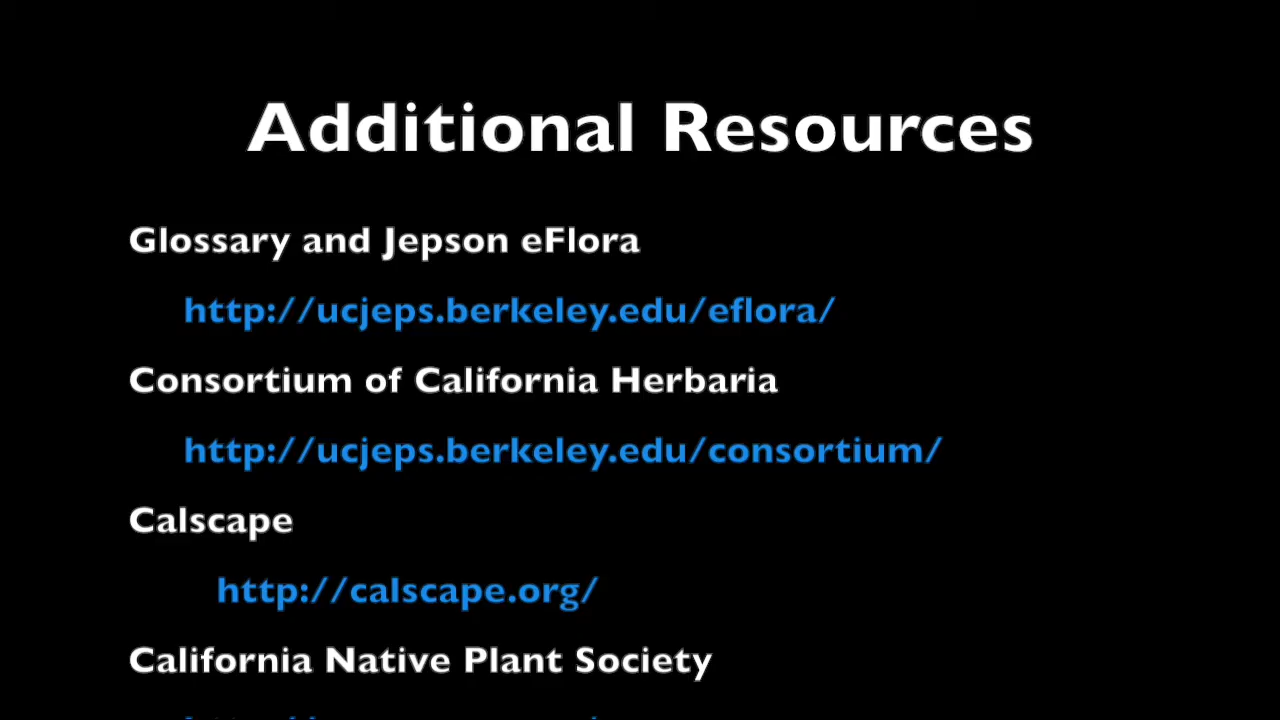 Additional Resources
Glossary and Jepson eFlora
http://ucjeps.berkeley.edu/eflora/
Consortium of California Herbaria
http://ucjeps.berkeley.edu/consortium/
Calscape
http://calscape.org/
California Native Plant Society